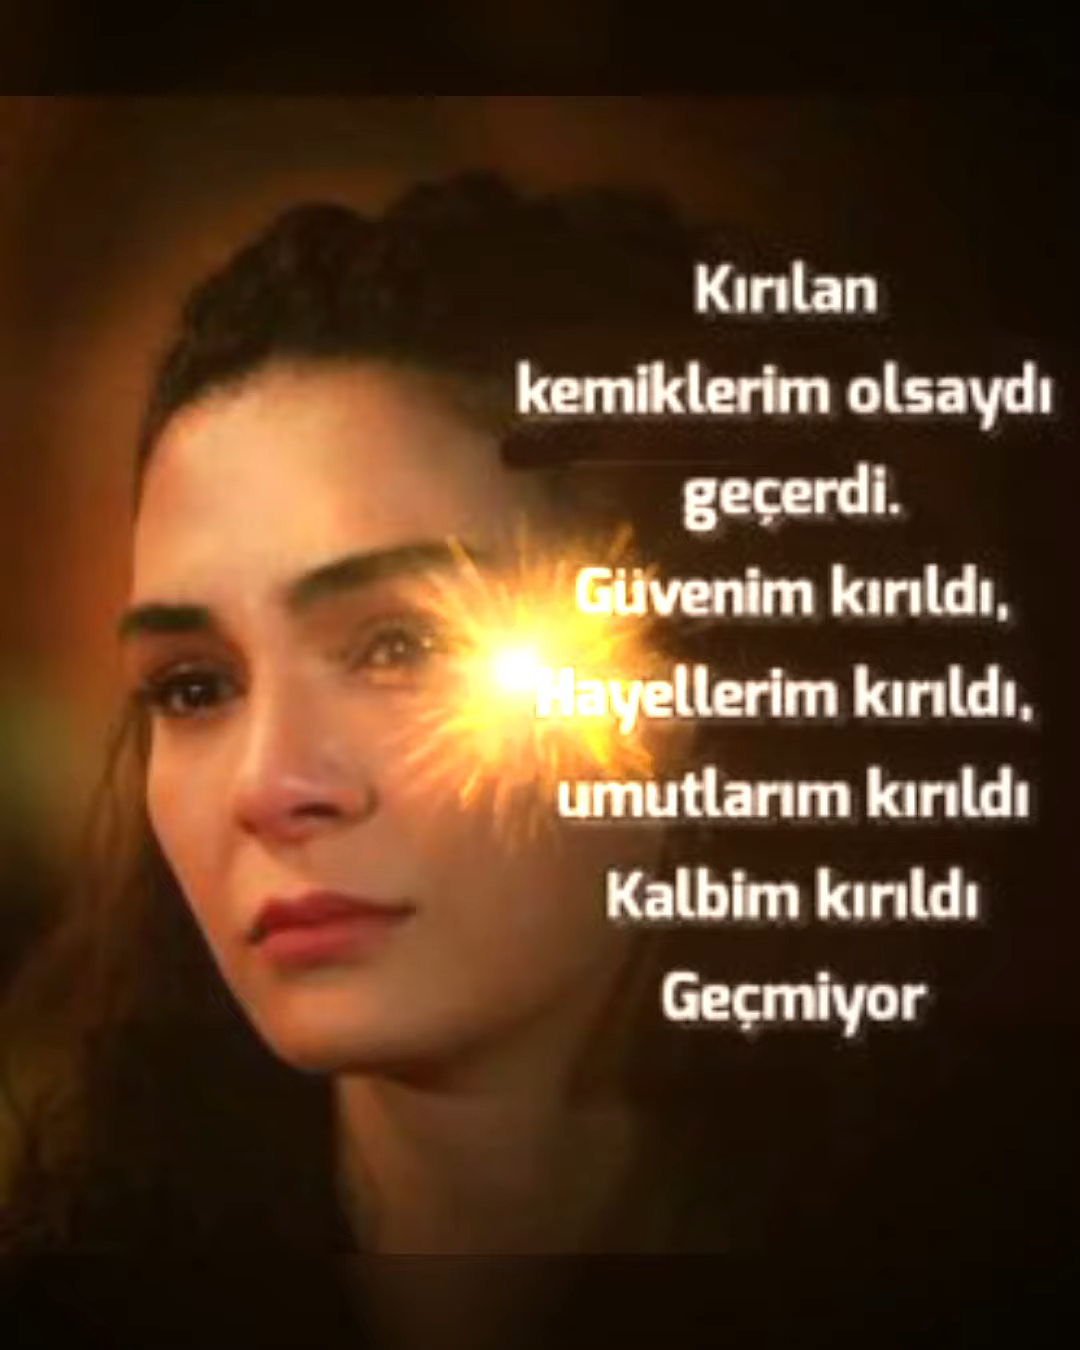 Kırılan
kemiklerim olsaydı
geçerdi.
Güvenim kırıldı,
Hayellerim kırıldı,
umutlarım kırıldı
Kalbim kırıldı
Geçmiyor